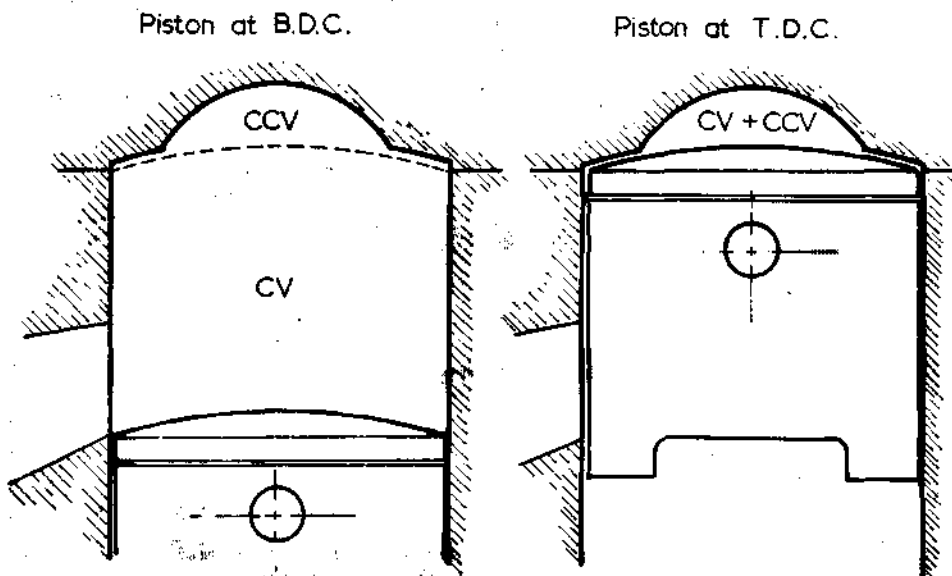 Piston at B.D.C.
Piston at T.D.C.
CCV
CV + CCV
CV